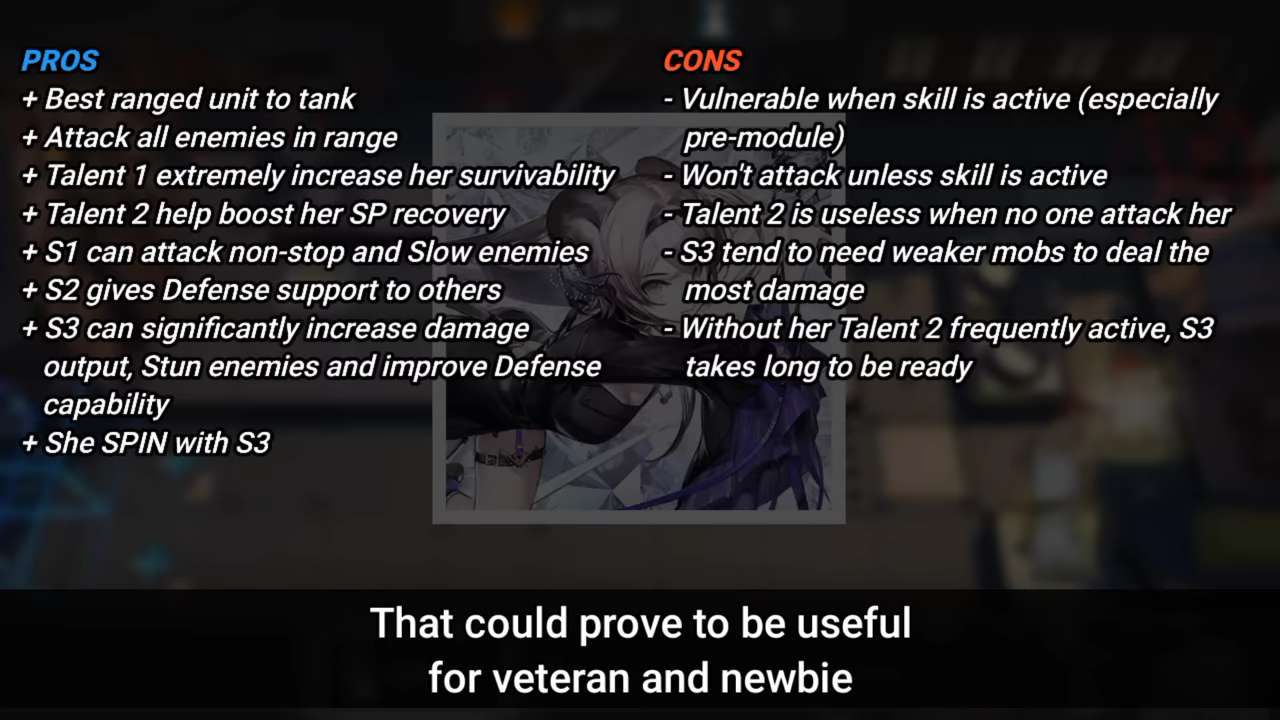 PROS
+ Best ranged unit to tank
+ Attack all enemies in range
+ Talent 1 extremely increase her survivability
+ Talent 2 help boost her SP recovery
+ S1 can attack non-stop and Slow enemies
+ S2 gives Defense support to others
+ S3 can significantly increase damage
output, Stun enemies and improve Defense
capability
+ She SPIN with S3
CONS
- Vulnerable when skill is active (especially
pre-module)
- Won't attack unless skill is active
- Talent 2 is useless when no one attack her
- S3 tend to need weaker mobs to deal the
most damage
- Without her Talent 2 frequently active, S3
takes long to be ready
That could prove to be useful
for veteran and newbie